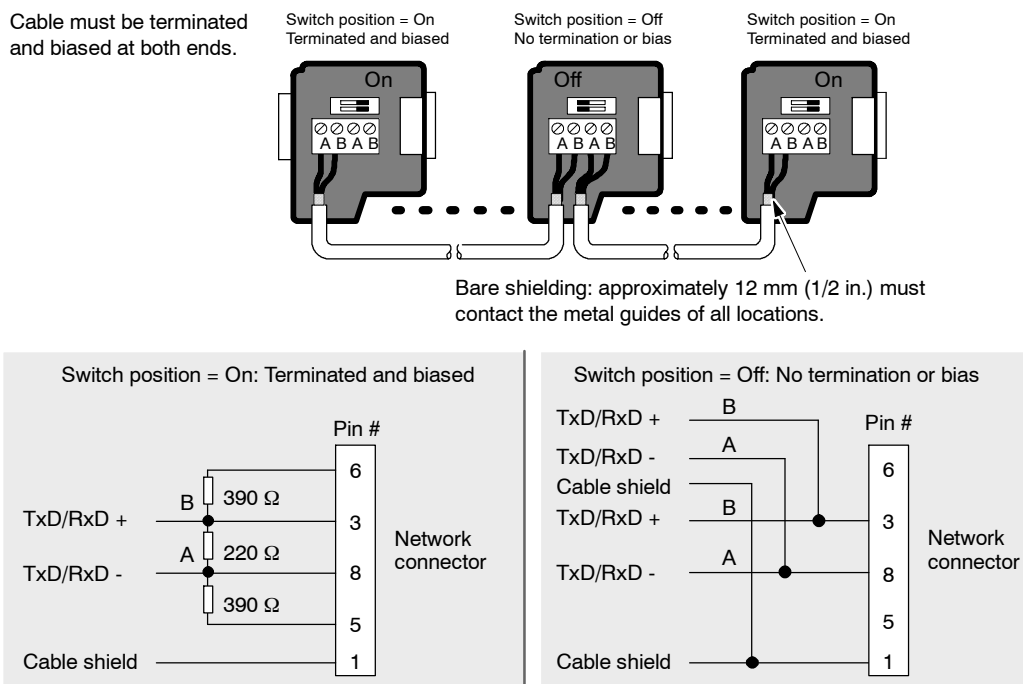 Cable must be terminated
and biased at both ends.
Switch position = On
Terminated and biased
Switch position = Off
No termination or bias
Switch position = On
Terminated and biased
On
Off
On
A B A B
A B A B
A B A B
Bare shielding: approximately 12 mm (1/2 in.) must
contact the metal guides of all locations.
Switch position = On: Terminated and biased
Pin #
6
390 Ω
B
TxD/RxD +
3
220 Ω
Network
connector
A
TxD/RxD -
8
390 Ω
5
Cable shield
1
Switch position = Off: No termination or bias
TxD/RxD +
B
Pin #
TxD/RxD -
A
6
Cable shield
TxD/RxD +
B
3
Network
connector
TxD/RxD -
A
8
5
Cable shield
1